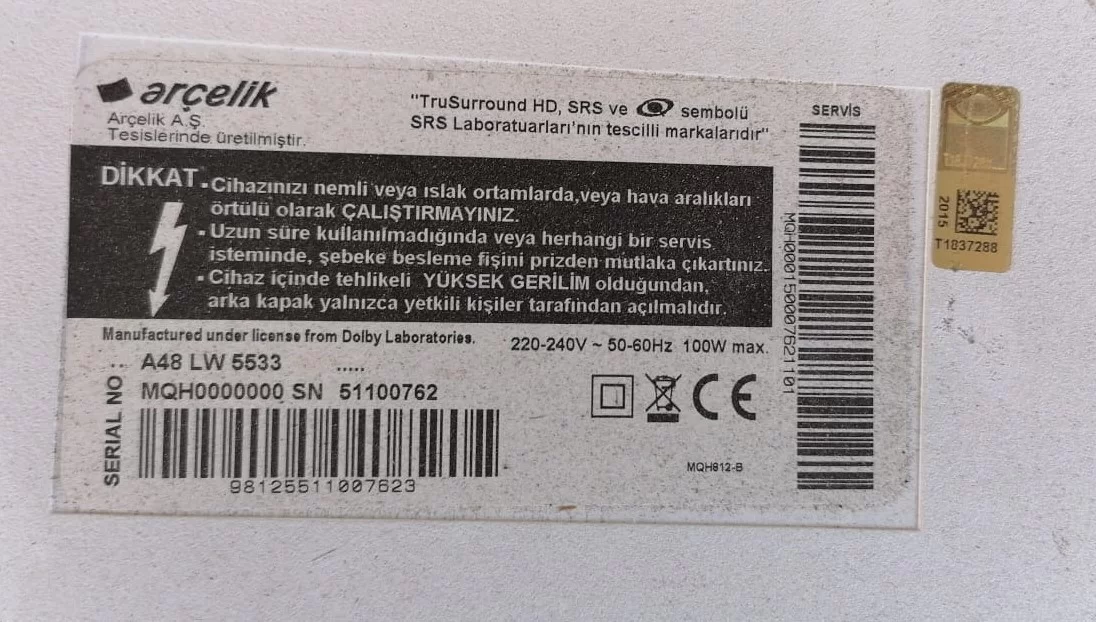 arçelik
Arçelik A.Ş.
Tesislerinde üretilmiştir.
"TruSurround HD, SRS ve sembolü
SRS Laboratuarları'nın tescilli markalarıdır"
SERVİS
DİKKAT
• Cihazınızı nemli veya ıslak ortamlarda,veya hava aralıkları
örtülü olarak ÇALIŞTIRMAYINIZ.
• Uzun süre kullanılmadığında veya herhangi bir servis
isteminde, şebeke besleme fişini prizden mutlaka çıkartınız.
• Cihaz içinde tehlikeli YÜKSEK GERİLİM olduğundan,
arka kapak yalnızca yetkili kişiler tarafından açılmalıdır.
Manufactured under license from Dolby Laboratories.
220-240V ~ 50-60Hz 100W max.
.. A48 LW 5533 .....
MQH0000000 SN 51100762
SERIAL NO
98125511007623
CE
MQH812-B
2015
T1837288